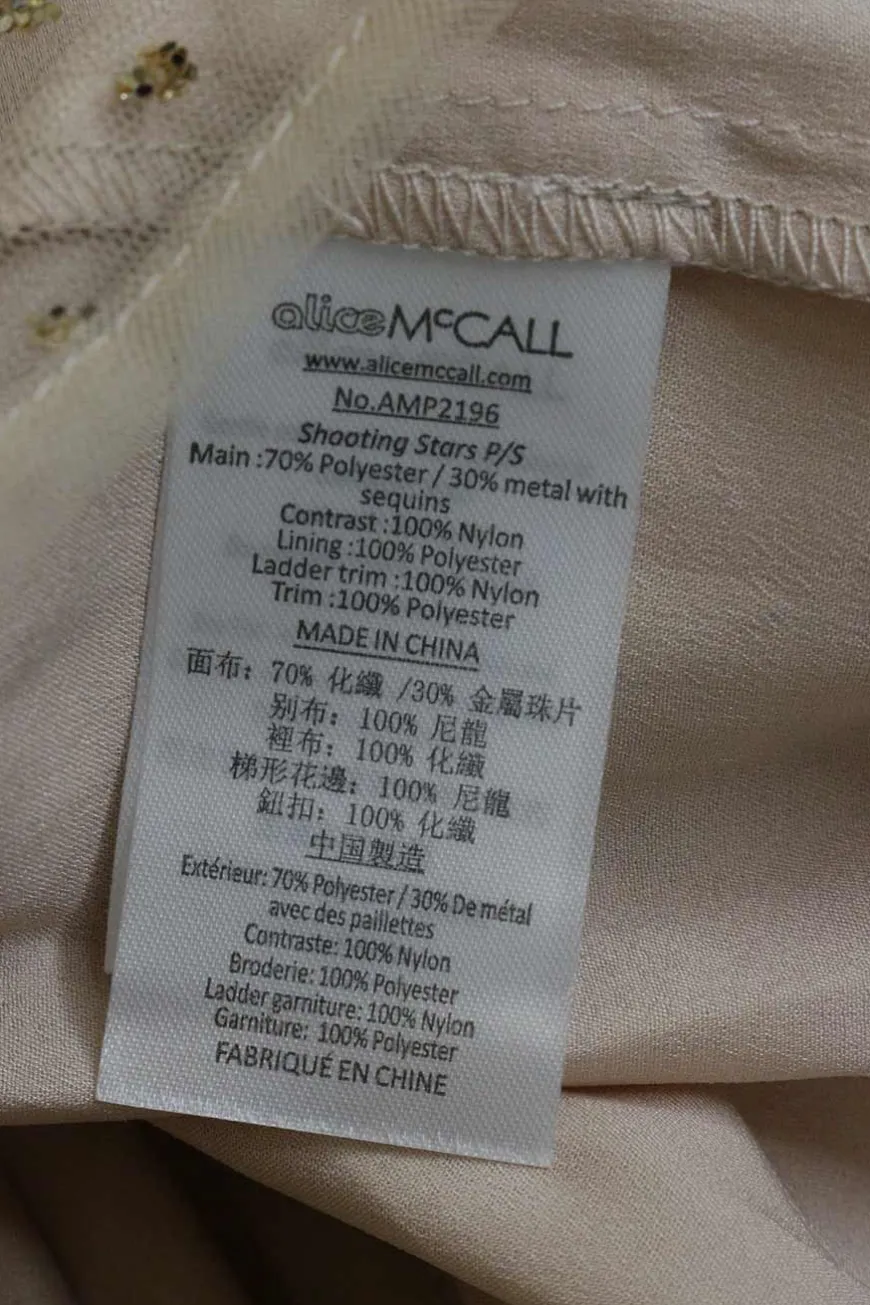 alice McCALL
www.alicemccall.com
No.AMP2196
Shooting Stars P/S
Main :70% Polyester / 30% metal with
sequins
Contrast :100% Nylon
Lining :100% Polyester
Ladder trim :100% Nylon
Trim :100% Polyester
MADE IN CHINA
面布: 70% 化纖 /30% 金屬珠片
别布: 100% 尼龍
裡布: 100% 化纖
梯形花邊: 100% 尼龍
鈕扣: 100% 化纖
中国製造
Extérieur: 70% Polyester / 30% De métal
avec des paillettes
Contraste: 100% Nylon
Broderie: 100% Polyester
Ladder garniture: 100% Nylon
Garniture: 100% Polyester
FABRIQUÉ EN CHINE